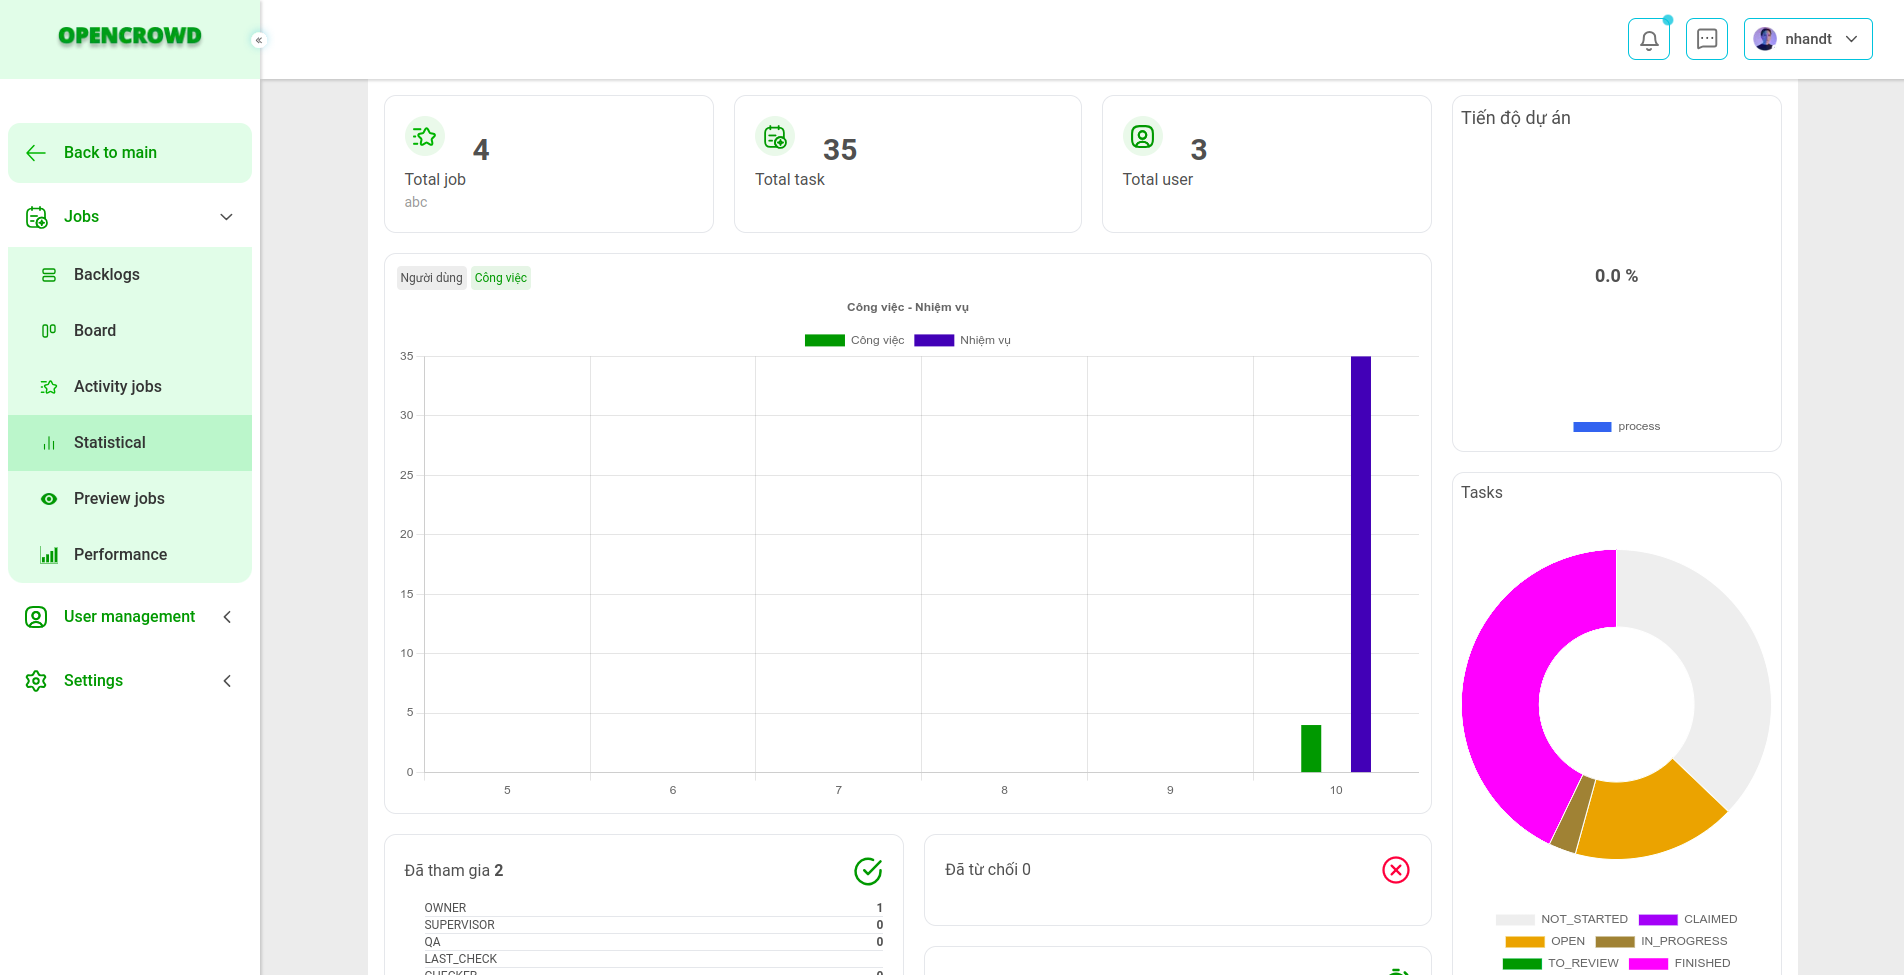 OPENCROWD
«
nhandt
Back to main
Jobs
Backlogs
Board
Activity jobs
Statistical
Preview jobs
Performance
User management
Settings
4
Total job
abc
35
Total task
3
Total user
Tiến độ dự án
0.0 %
process
Người dùng Công việc
Công việc - Nhiệm vụ
Công việc Nhiệm vụ
35
30
25
20
15
10
5
0
5 6 7 8 9 10
Tasks
NOT_STARTED CLAIMED
OPEN IN_PROGRESS
TO_REVIEW FINISHED
Đã tham gia 2
OWNER 1
SUPERVISOR 0
QA 0
LAST_CHECK
CHECKER 0
Đã từ chối 0